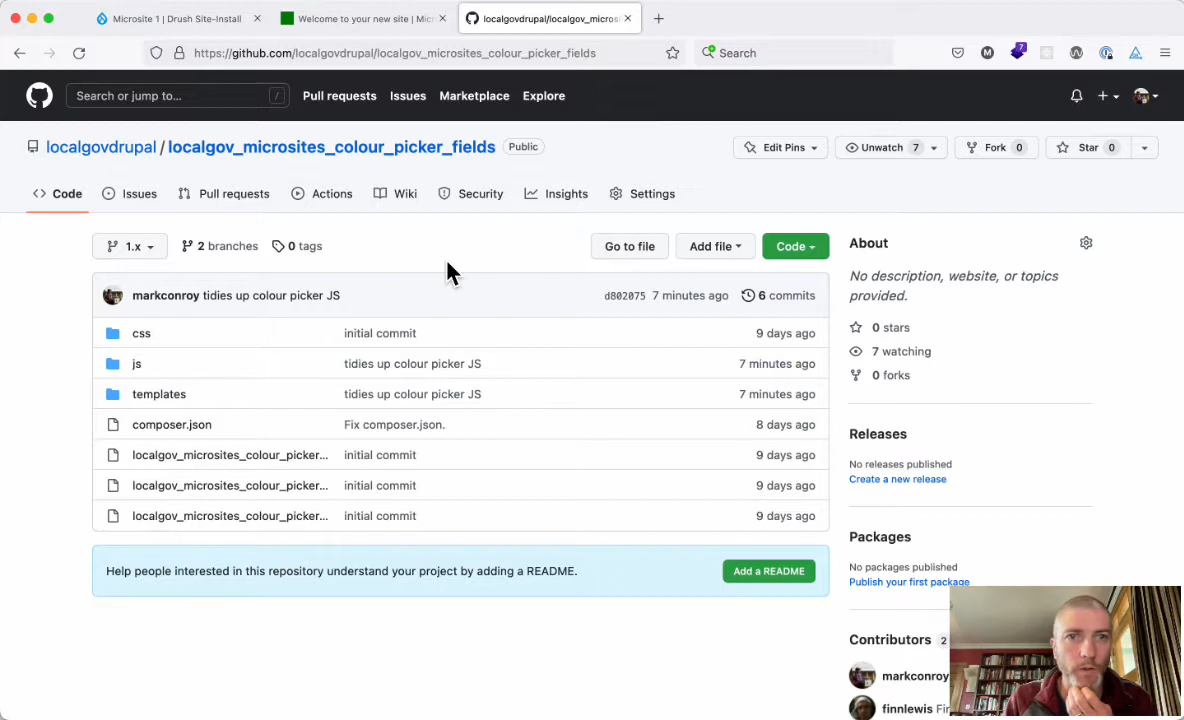 Microsite 1 | Drush Site-Install
Welcome to your new site | Mic
localgovdrupal/localgov_micros
https://github.com/localgovdrupal/localgov_microsites_colour_picker_fields
Search
7
Search or jump to...
/
Pull requests
Issues
Marketplace
Explore
localgovdrupal / localgov_microsites_colour_picker_fields
Public
Edit Pins
Unwatch 7
Fork 0
Star 0
Code
Issues
Pull requests
Actions
Wiki
Security
Insights
Settings
1.x
2 branches
0 tags
Go to file
Add file
Code
markconroy tidies up colour picker JS
d802075 7 minutes ago
6 commits
css
initial commit
9 days ago
js
tidies up colour picker JS
7 minutes ago
templates
tidies up colour picker JS
7 minutes ago
composer.json
Fix composer.json.
8 days ago
localgov_microsites_colour_picker...
initial commit
9 days ago
localgov_microsites_colour_picker...
initial commit
9 days ago
localgov_microsites_colour_picker...
initial commit
9 days ago
Help people interested in this repository understand your project by adding a README.
Add a README
About
No description, website, or topics
provided.
0 stars
7 watching
0 forks
Releases
No releases published
Create a new release
Packages
No packages published
Publish your first package
Contributors 2
markconroy
finnlewis